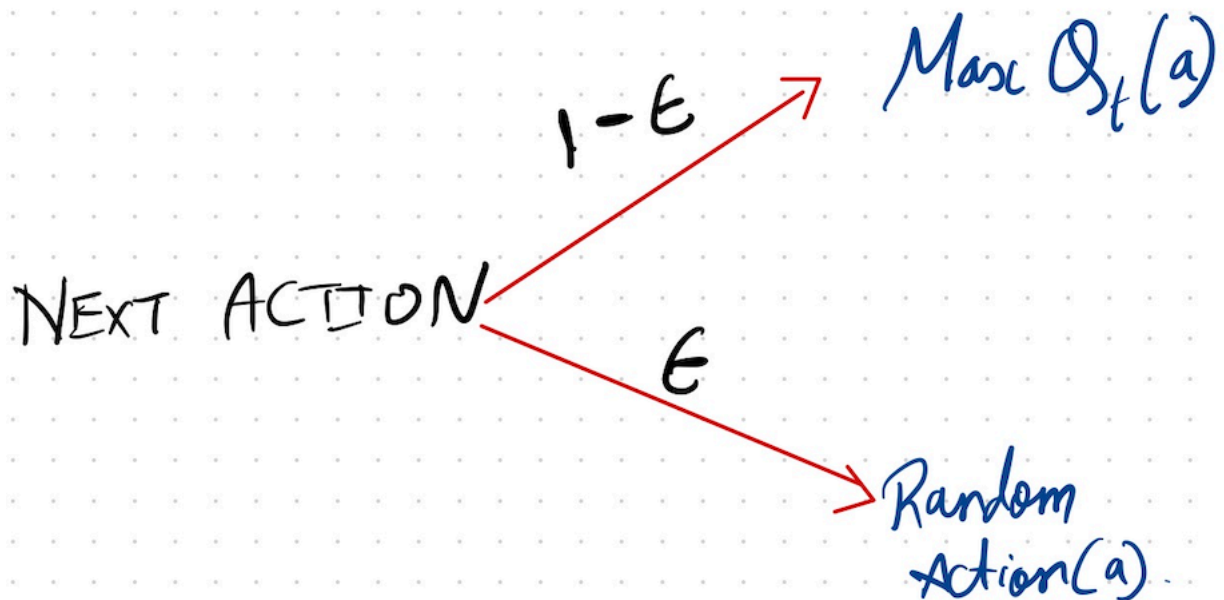 Max Qₜ(a)
1-ϵ
NEXT ACTION
ϵ
Random
Action(a).